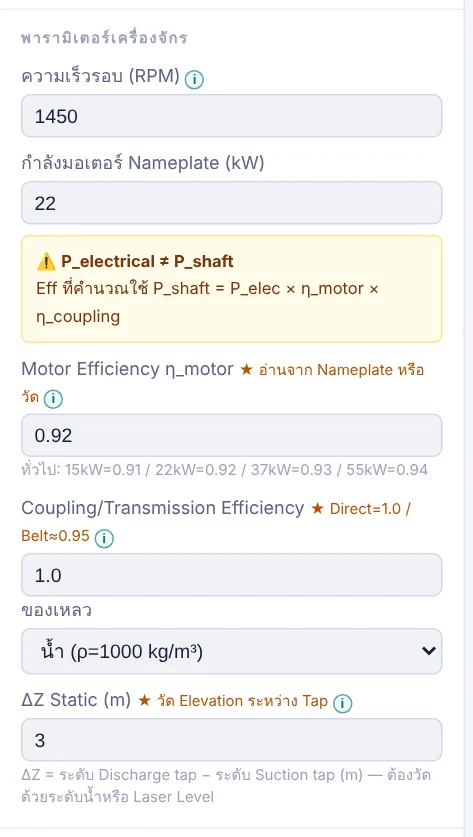 พารามิเตอร์เครื่องจักร
ความเร็วรอบ (RPM) i
1450
กำลังมอเตอร์ Nameplate (kW)
22
⚠️ P_electrical ≠ P_shaft
Eff ที่คำนวณใช้ P_shaft = P_elec × η_motor ×
η_coupling
Motor Efficiency η_motor ★ อ่านจาก Nameplate หรือ
วัด i
0.92
ทั่วไป: 15kW=0.91 / 22kW=0.92 / 37kW=0.93 / 55kW=0.94
Coupling/Transmission Efficiency ★ Direct=1.0 /
Belt≈0.95 i
1.0
ของเหลว
น้ำ (ρ=1000 kg/m³)
ΔZ Static (m) ★ วัด Elevation ระหว่าง Tap i
3
ΔZ = ระดับ Discharge tap − ระดับ Suction tap (m) — ต้องวัด
ด้วยระดับน้ำหรือ Laser Level